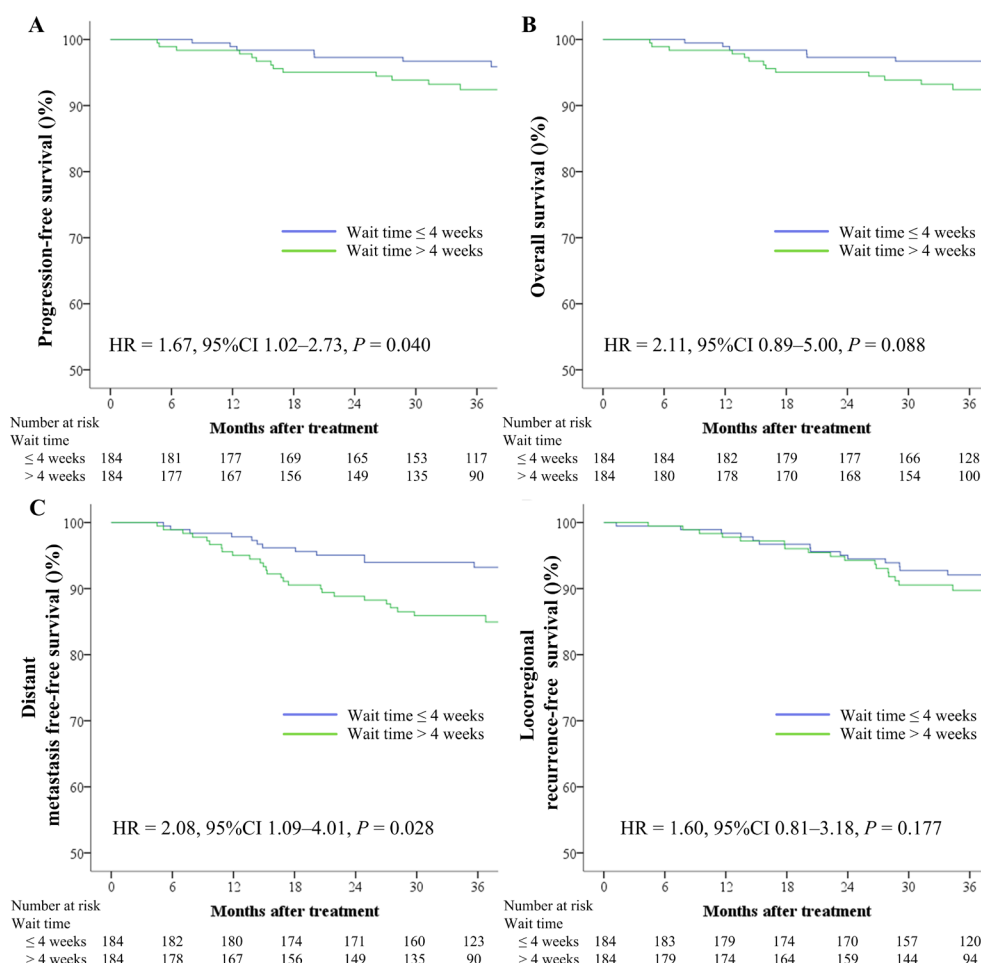 A
100
90
80
70
60
50
Progression-free survival ()%)
Wait time ≤ 4 weeks
Wait time > 4 weeks
HR = 1.67, 95%CI 1.02–2.73, P = 0.040
0 6 12 18 24 30 36
Number at risk
Months after treatment
Wait time
≤ 4 weeks 184 181 177 169 165 153 117
> 4 weeks 184 177 167 156 149 135 90
B
100
90
80
70
60
50
Overall survival ()%)
Wait time ≤ 4 weeks
Wait time > 4 weeks
HR = 2.11, 95%CI 0.89–5.00, P = 0.088
0 6 12 18 24 30 36
Number at risk
Months after treatment
Wait time
≤ 4 weeks 184 184 182 179 177 166 128
> 4 weeks 184 180 178 170 168 154 100
C
100
90
80
70
60
50
Distant
metastasis free-free survival ()%)
Wait time ≤ 4 weeks
Wait time > 4 weeks
HR = 2.08, 95%CI 1.09–4.01, P = 0.028
0 6 12 18 24 30 36
Number at risk
Months after treatment
Wait time
≤ 4 weeks 184 182 180 174 171 160 123
> 4 weeks 184 178 167 156 149 135 90
100
90
80
70
60
50
Locoregional
recurrence-free survival ()%)
Wait time ≤ 4 weeks
Wait time > 4 weeks
HR = 1.60, 95%CI 0.81–3.18, P = 0.177
0 6 12 18 24 30 36
Number at risk
Months after treatment
Wait time
≤ 4 weeks 184 183 179 174 170 157 120
> 4 weeks 184 179 174 164 159 144 94